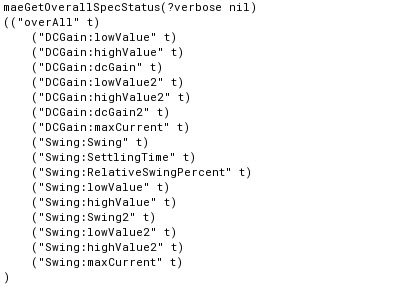 maeGetOverallSpecStatus(?verbose nil)
(("overAll" t)
("DCGain:lowValue" t)
("DCGain:highValue" t)
("DCGain:dcGain" t)
("DCGain:lowValue2" t)
("DCGain:highValue2" t)
("DCGain:dcGain2" t)
("DCGain:maxCurrent" t)
("Swing:Swing" t)
("Swing:SettlingTime" t)
("Swing:RelativeSwingPercent" t)
("Swing:lowValue" t)
("Swing:highValue" t)
("Swing:Swing2" t)
("Swing:lowValue2" t)
("Swing:highValue2" t)
("Swing:maxCurrent" t)
)